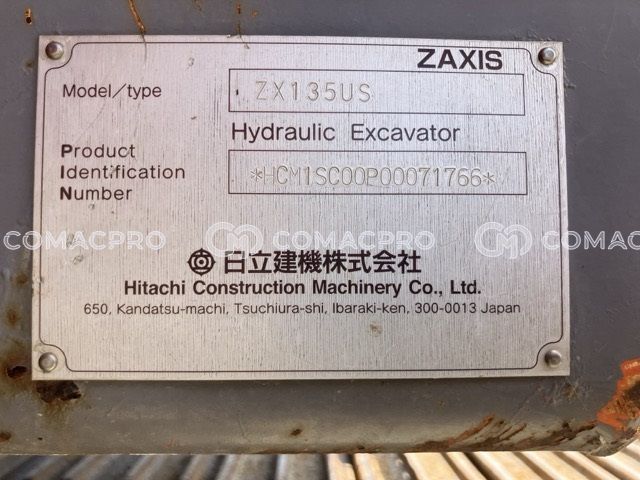 ZAXIS
Model/type ZX135US
Hydraulic Excavator
Product
Identification *HCM1SC00P00071766*
Number
COMACPRO COMACPRO COMACPRO
日立建機株式会社
Hitachi Construction Machinery Co., Ltd.
650, Kandatsu-machi, Tsuchiura-shi, Ibaraki-ken, 300-0013 Japan